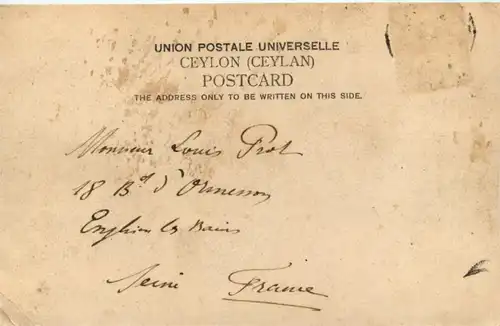 UNION POSTALE UNIVERSELLE
CEYLON (CEYLAN)
POSTCARD
THE ADDRESS ONLY TO BE WRITTEN ON THIS SIDE.
Monsieur Louis Prot
18 Bd d'Ormesson
Enghien les Bains
Seine France